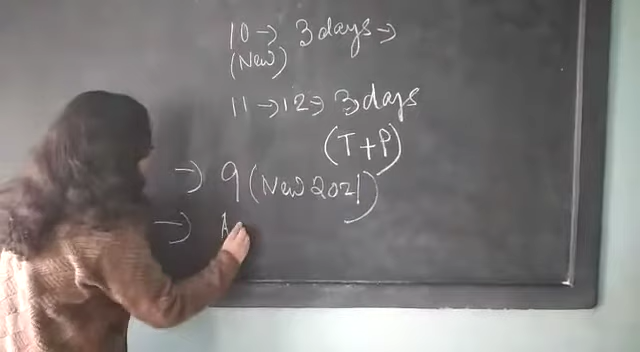 10 → 3 days →
(New)
11 → 12 → 3 days
(T+P)
→ 9 (New 2021)
→ A